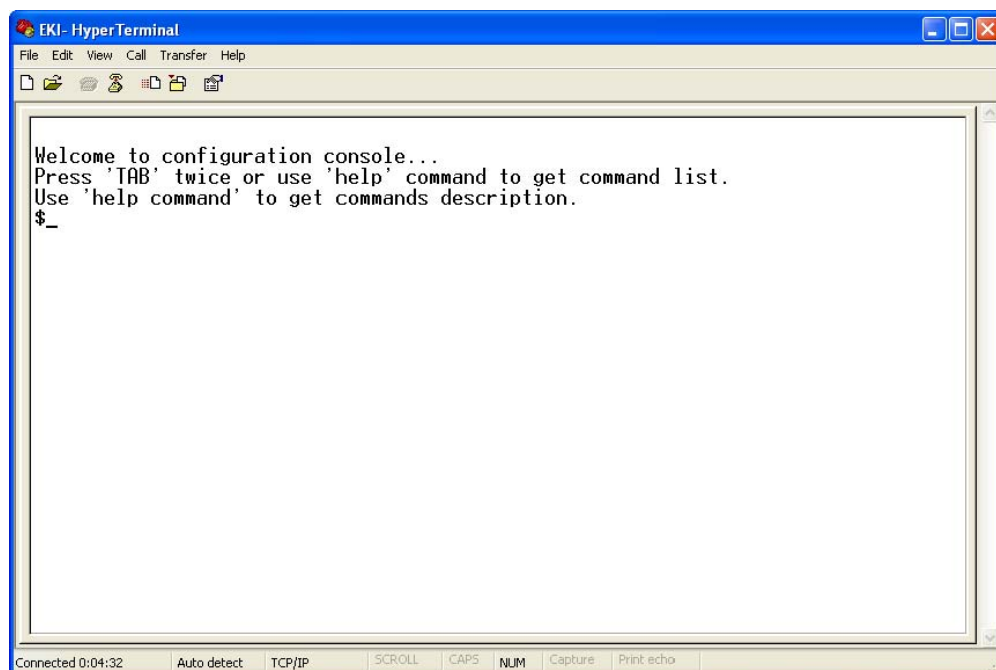 EKI- HyperTerminal
File Edit View Call Transfer Help
Welcome to configuration console...
Press 'TAB' twice or use 'help' command to get command list.
Use 'help command' to get commands description.
$_
Connected 0:04:32 Auto detect TCP/IP SCROLL CAPS NUM Capture Print echo